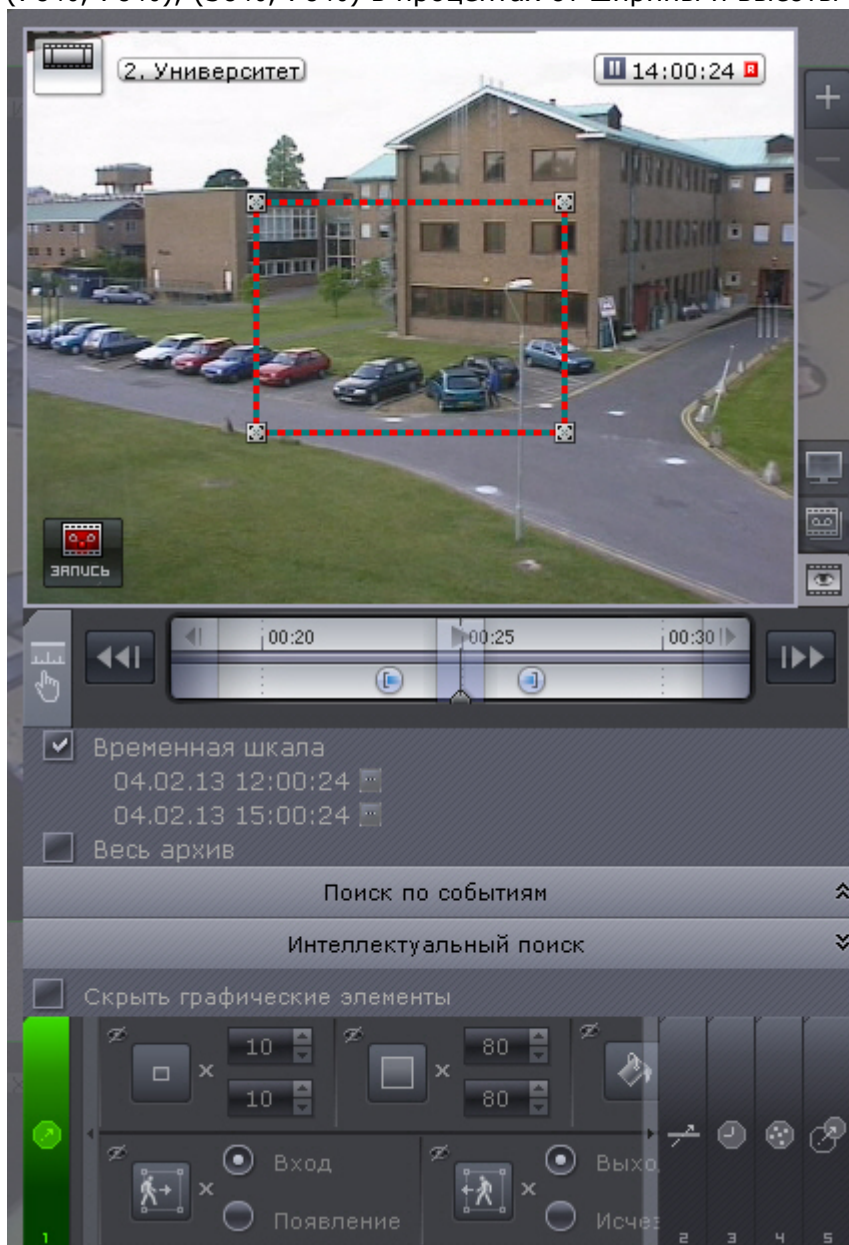 2. Университет
14:00:24 R
ЗАПИСЬ
00:20 00:25 00:30
Временная шкала
04.02.13 12:00:24
04.02.13 15:00:24
Весь архив
Поиск по событиям
Интеллектуальный поиск
Скрыть графические элементы
10 80
10 80
Вход
Появление
1 2 3 4 5